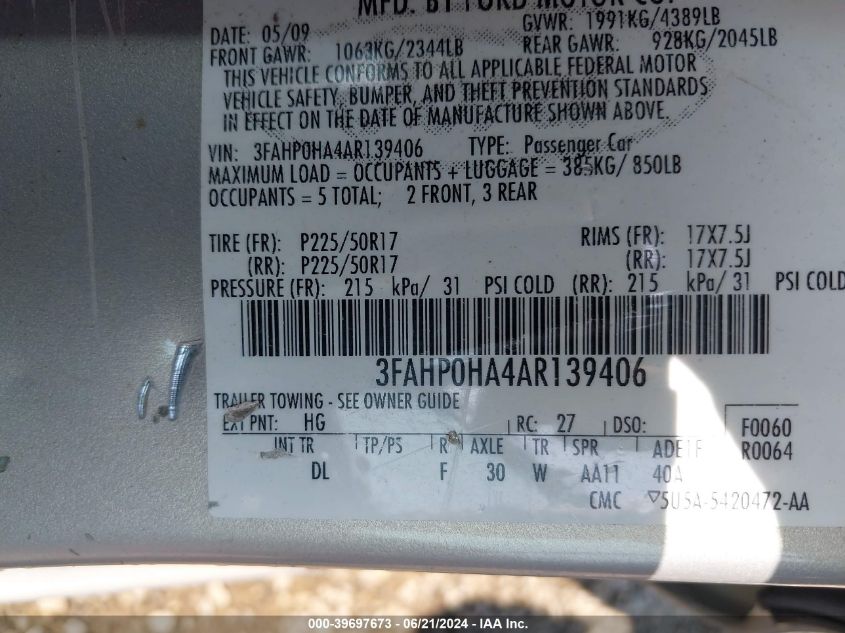 MFD. BY FORD MOTOR CO.
DATE: 05/09 GVWR: 1991KG/4389LB
FRONT GAWR: 1063KG/2344LB REAR GAWR: 928KG/2045LB
THIS VEHICLE CONFORMS TO ALL APPLICABLE FEDERAL MOTOR
VEHICLE SAFETY, BUMPER, AND THEFT PREVENTION STANDARDS
IN EFFECT ON THE DATE OF MANUFACTURE SHOWN ABOVE.
VIN: 3FAHP0HA4AR139406 TYPE: Passenger Car
MAXIMUM LOAD = OCCUPANTS + LUGGAGE = 385KG/ 850LB
OCCUPANTS = 5 TOTAL; 2 FRONT, 3 REAR
TIRE (FR): P225/50R17 RIMS (FR): 17X7.5J
(RR): P225/50R17 (RR): 17X7.5J
PRESSURE (FR): 215 kPa/ 31 PSI COLD (RR): 215 kPa/ 31 PSI COLD
3FAHP0HA4AR139406
TRAILER TOWING - SEE OWNER GUIDE
EXT PNT: HG RC: 27 DSO: F0060
INT TR TP/PS R AXLE TR SPR R0064
DL F 30 W AA11 40A
CMC 5U5A-5420472-AA
000-39697673 - 06/21/2024 - IAA Inc.